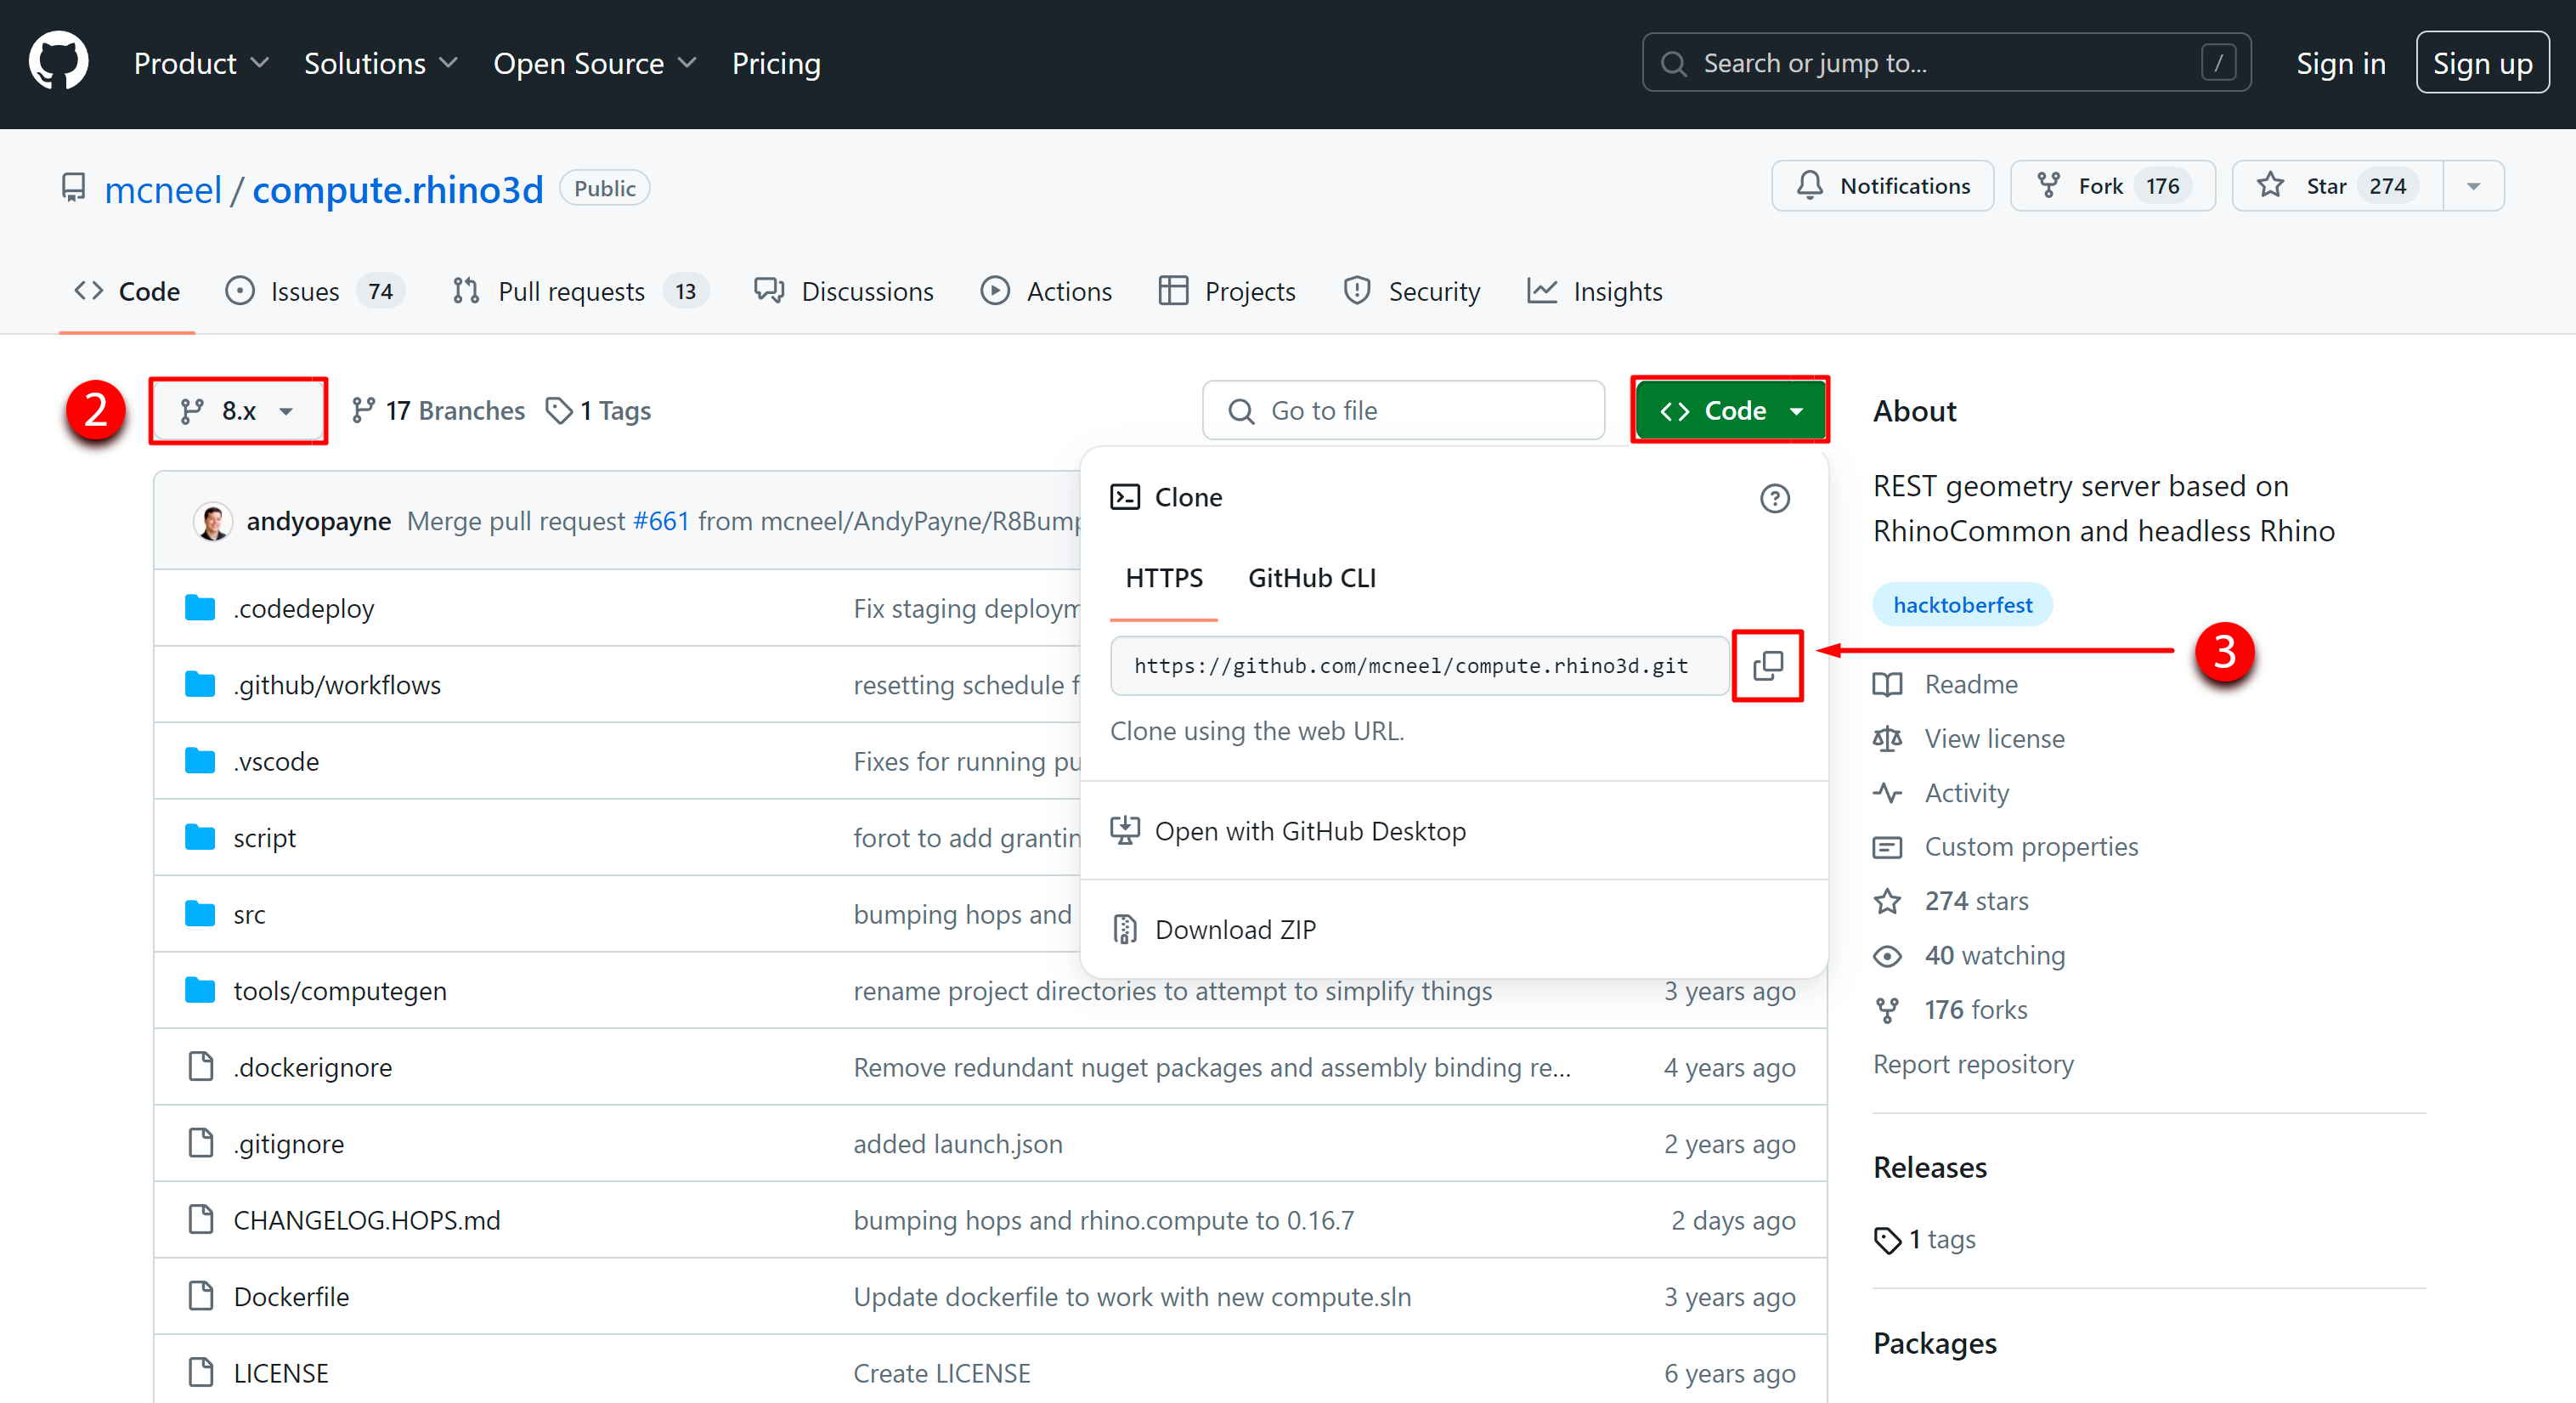 Product Solutions Open Source Pricing Search or jump to... / Sign in Sign up
mcneel / compute.rhino3d Public Notifications Fork 176 Star 274
Code Issues 74 Pull requests 13 Discussions Actions Projects Security Insights
2 8.x 17 Branches 1 Tags Go to file Code
Clone
HTTPS GitHub CLI
https://github.com/mcneel/compute.rhino3d.git 3
Clone using the web URL.
Open with GitHub Desktop
Download ZIP
andyopayne Merge pull request #661 from mcneel/AndyPayne/R8Bump
.codedeploy Fix staging deploym
.github/workflows resetting schedule f
.vscode Fixes for running pu
script forot to add grantin
src bumping hops and
tools/computegen rename project directories to attempt to simplify things 3 years ago
.dockerignore Remove redundant nuget packages and assembly binding re... 4 years ago
.gitignore added launch.json 2 years ago
CHANGELOG.HOPS.md bumping hops and rhino.compute to 0.16.7 2 days ago
Dockerfile Update dockerfile to work with new compute.sln 3 years ago
LICENSE Create LICENSE 6 years ago
About
REST geometry server based on
RhinoCommon and headless Rhino
hacktoberfest
Readme
View license
Activity
Custom properties
274 stars
40 watching
176 forks
Report repository
Releases
1 tags
Packages